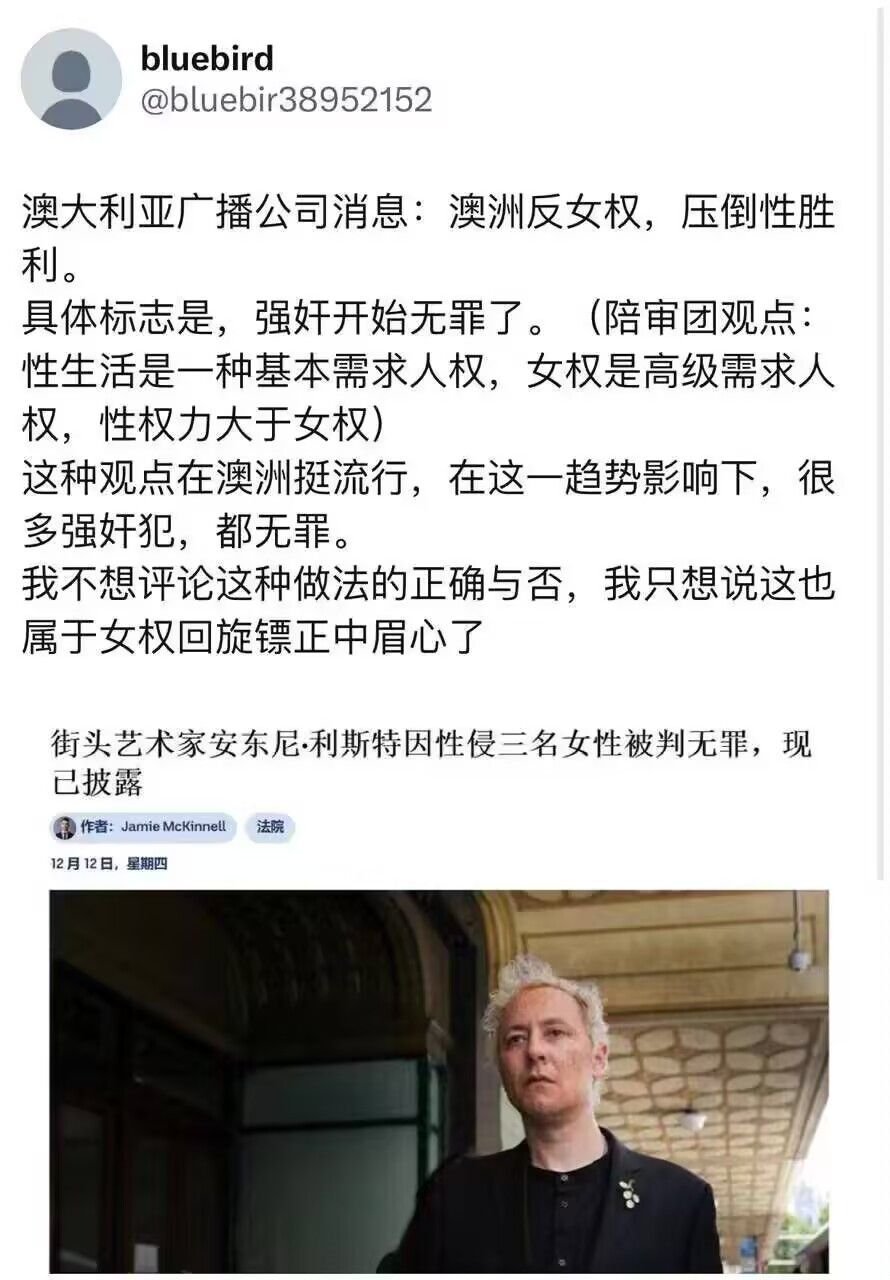 bluebird
@bluebir38952152
澳大利亚广播公司消息：澳洲反女权，压倒性胜
利。
具体标志是，强奸开始无罪了。（陪审团观点：
性生活是一种基本需求人权，女权是高级需求人
权，性权力大于女权）
这种观点在澳洲挺流行，在这一趋势影响下，很
多强奸犯，都无罪。
我不想评论这种做法的正确与否，我只想说这也
属于女权回旋镖正中眉心了
街头艺术家安东尼·利斯特因性侵三名女性被判无罪，现
已披露
作者：Jamie McKinnell 法院
12月12日，星期四